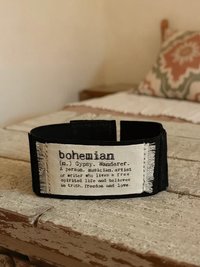 bohemian
(n.) Gypsy. Wanderer.
A person, musician, artist
or writer who lives a free
spirited life and believes
in truth, freedom and love.